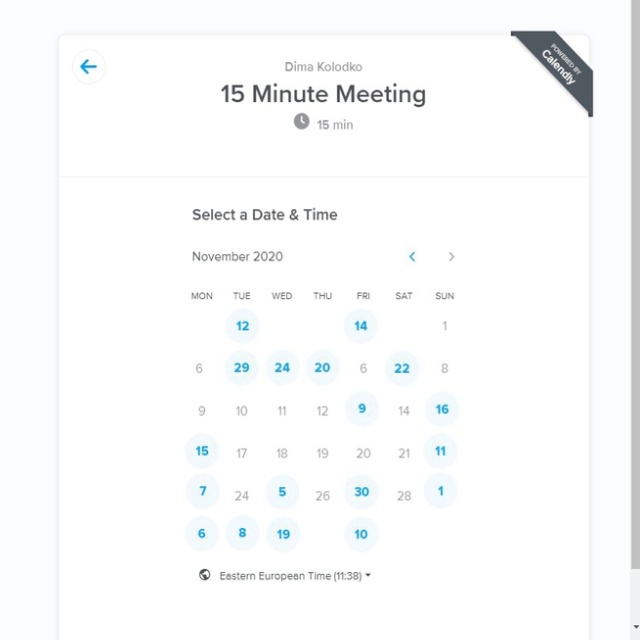 POWERED BY
Calendly
Dima Kolodko
15 Minute Meeting
15 min
Select a Date & Time
November 2020
MON TUE WED THU FRI SAT SUN
12 14 1
6 29 24 20 6 22 8
9 10 11 12 9 14 16
15 17 18 19 20 21 11
7 24 5 26 30 28 1
6 8 19 10
Eastern European Time (11:38)